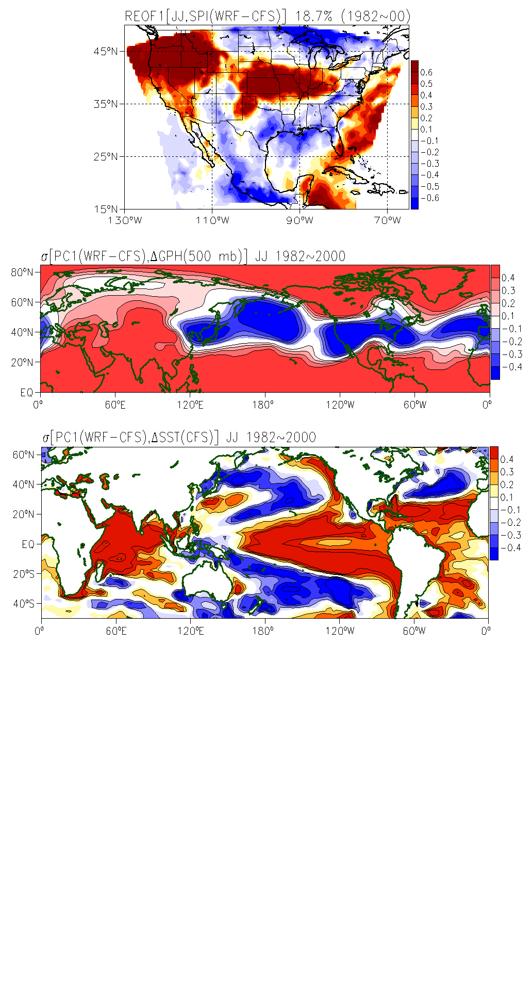 REOF1[JJ,SPI(WRF-CFS)] 18.7% (1982~00)
45°N
35°N
25°N
15°N
130°W 110°W 90°W 70°W
0.6
0.5
0.4
0.3
0.2
0.1
-0.1
-0.2
-0.3
-0.4
-0.5
-0.6
σ[PC1(WRF-CFS),ΔGPH(500 mb)] JJ 1982~2000
80°N
60°N
40°N
20°N
EQ
0° 60°E 120°E 180° 120°W 60°W 0°
0.4
0.3
0.2
0.1
-0.1
-0.2
-0.3
-0.4
σ[PC1(WRF-CFS),ΔSST(CFS)] JJ 1982~2000
60°N
40°N
20°N
EQ
20°S
40°S
0° 60°E 120°E 180° 120°W 60°W 0°
0.4
0.3
0.2
0.1
-0.1
-0.2
-0.3
-0.4